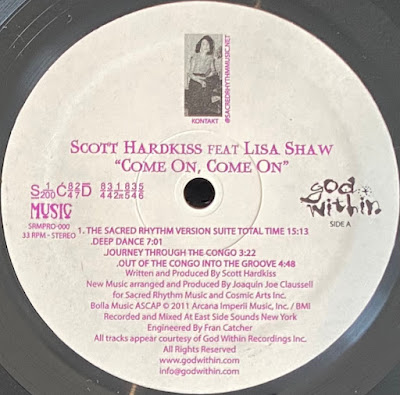 KONTAKT
@SACREDRHYTHMMUSIC.NET
SCOTT HARDKISS FEAT LISA SHAW
"COME ON, COME ON"
god within
SIDE A
MUSIC
SRMPRO-000
33 RPM - STEREO
1. THE SACRED RHYTHM VERSION SUITE TOTAL TIME 15:13
.DEEP DANCE 7:01
.JOURNEY THROUGH THE CONGO 3:22
.OUT OF THE CONGO INTO THE GROOVE 4:48
Written and Produced By Scott Hardkiss
New Music arranged and Produced by Joaquin Joe Claussell
for Sacred Rhythm Music and Cosmic Arts Inc.
Bolla Music ASCAP © 2011 Arcana Imperii Music, Inc. / BMI
Recorded and Mixed At East Side Sounds New York
Engineered By Fran Catcher
All tracks appear courtesy of God Within Recordings Inc.
All Rights Reserved
www.godwithin.com
info@godwithin.com